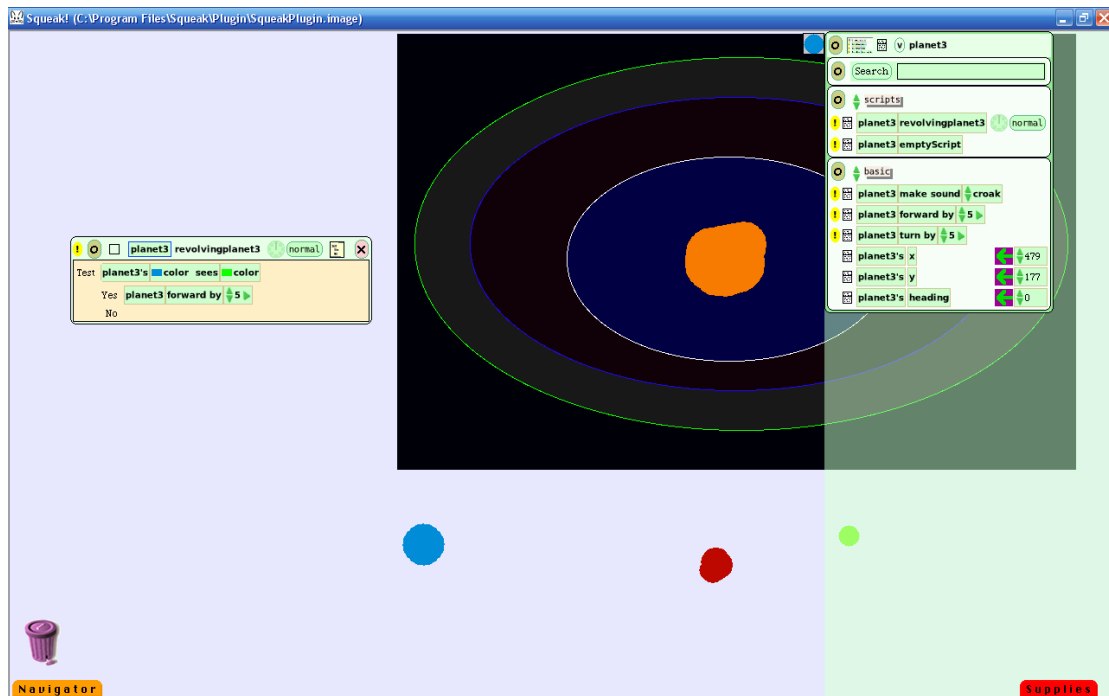 Squeak! (C:\Program Files\Squeak\Plugin\SqueakPlugin.image)
v planet3
Search
scripts
! planet3 revolvingplanet3 normal
! planet3 emptyScript
basic
! planet3 make sound croak
! planet3 forward by 5
! planet3 turn by 5
planet3's x 479
planet3's y 177
planet3's heading 0
! planet3 revolvingplanet3 normal
Test planet3's color sees color
Yes planet3 forward by 5
No
Navigator
Supplies